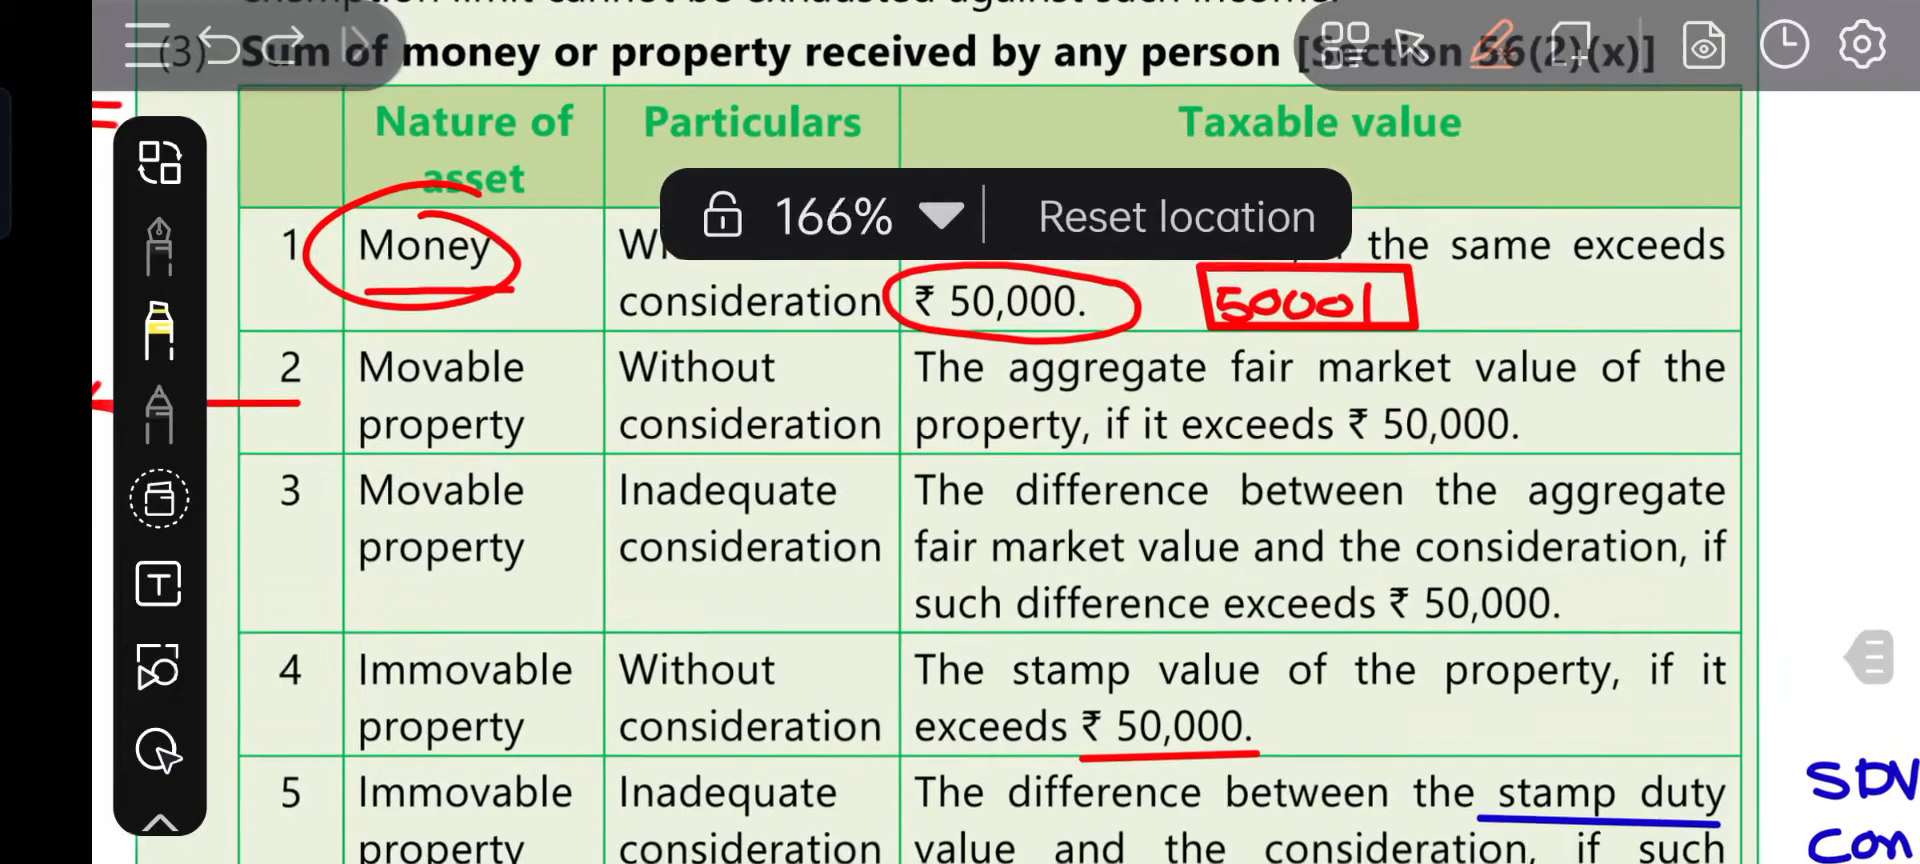 (3) Sum of money or property received by any person [Section 56(2)(x)]
Nature of asset
Particulars
Taxable value
166%
Reset location
1
Money
consideration
the same exceeds
₹ 50,000.
50001
2
Movable
property
Without
consideration
The aggregate fair market value of the
property, if it exceeds ₹ 50,000.
3
Movable
property
Inadequate
consideration
The difference between the aggregate
fair market value and the consideration, if
such difference exceeds ₹ 50,000.
4
Immovable
property
Without
consideration
The stamp value of the property, if it
exceeds ₹ 50,000.
5
Immovable
property
Inadequate
consideration
The difference between the stamp duty
value and the consideration, if such
SDV
Con